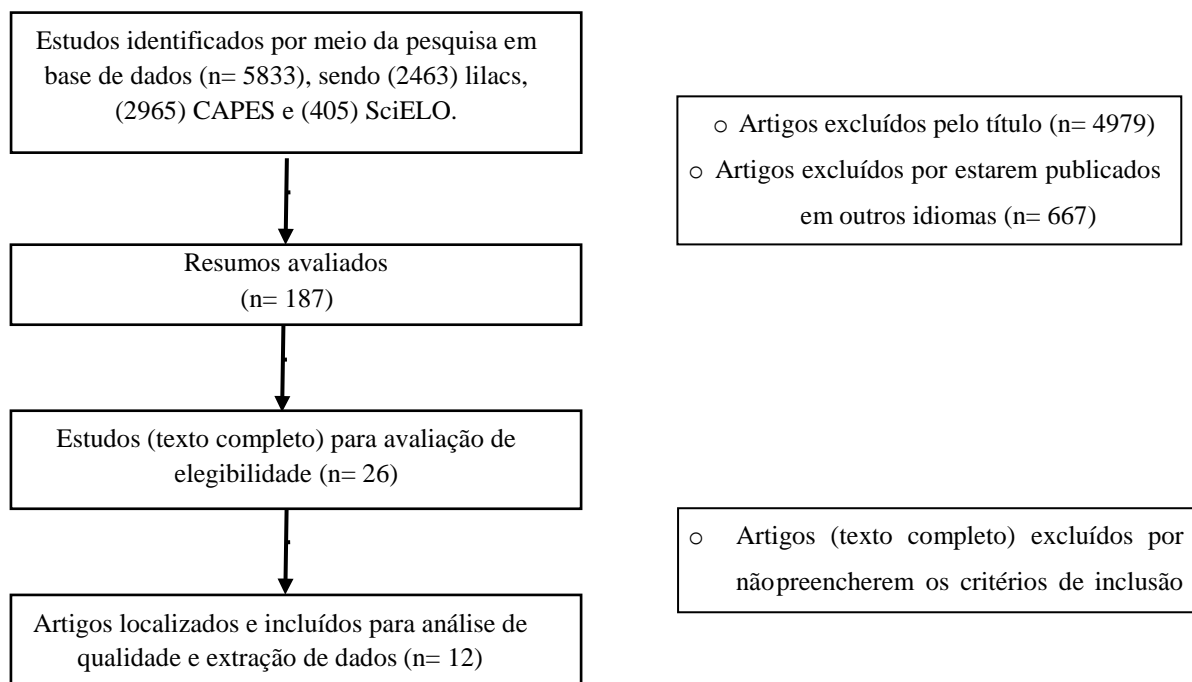 Estudos identificados por meio da pesquisa em
base de dados (n= 5833), sendo (2463) lilacs,
(2965) CAPES e (405) SciELO.
o Artigos excluídos pelo título (n= 4979)
o Artigos excluídos por estarem publicados
em outros idiomas (n= 667)
Resumos avaliados
(n= 187)
Estudos (texto completo) para avaliação de
elegibilidade (n= 26)
o Artigos (texto completo) excluídos por
nãopreencherem os critérios de inclusão
Artigos localizados e incluídos para análise de
qualidade e extração de dados (n= 12)